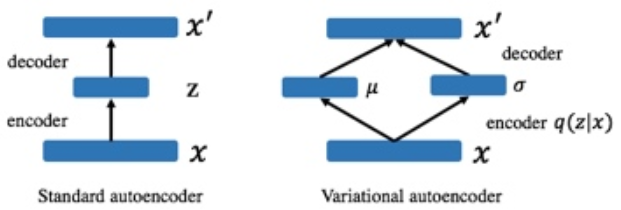 x′
decoder
z
encoder
x
Standard autoencoder
x′
decoder
μ
σ
encoder q(z|x)
x
Variational autoencoder